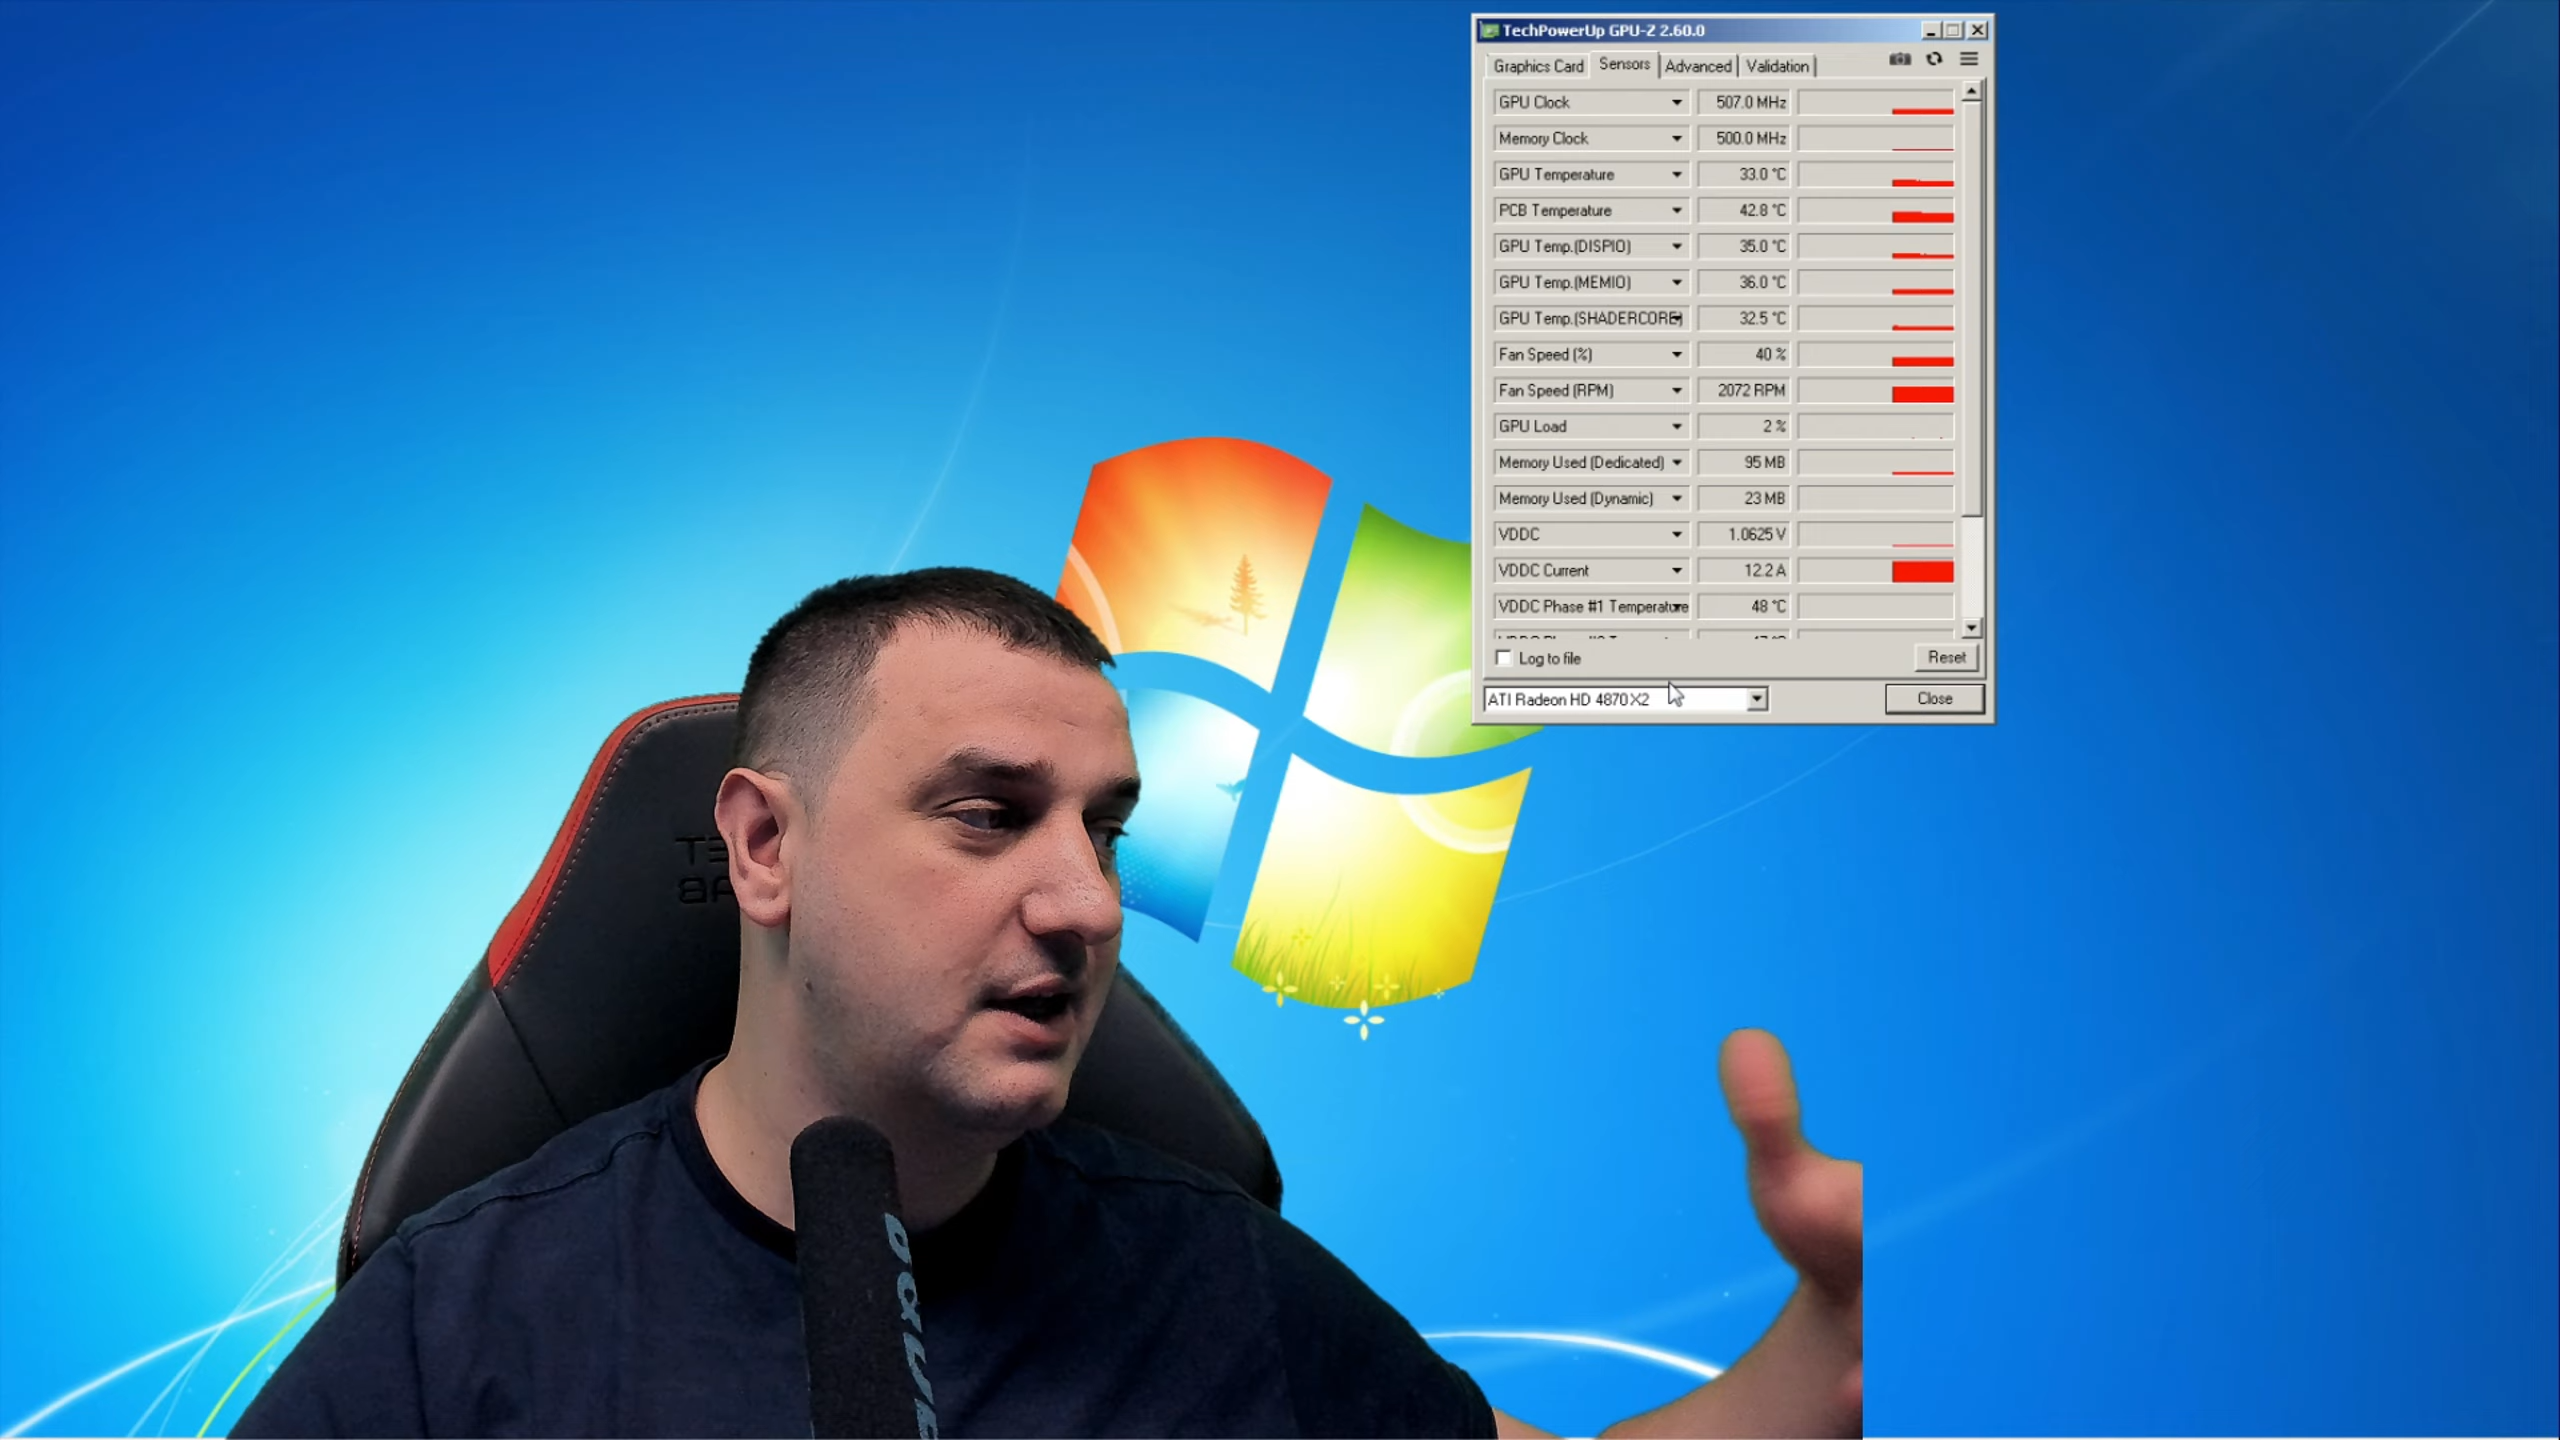 TechPowerUp GPU-Z 2.60.0
Graphics Card Sensors Advanced Validation
GPU Clock 507.0 MHz
Memory Clock 500.0 MHz
GPU Temperature 33.0 °C
PCB Temperature 42.8 °C
GPU Temp.(DISPIO) 35.0 °C
GPU Temp.(MEMIO) 36.0 °C
GPU Temp.(SHADERCORE) 32.5 °C
Fan Speed (%) 40 %
Fan Speed (RPM) 2072 RPM
GPU Load 2 %
Memory Used (Dedicated) 95 MB
Memory Used (Dynamic) 23 MB
VDDC 1.0625 V
VDDC Current 12.2 A
VDDC Phase #1 Temperature 48 °C
Log to file Reset
ATI Radeon HD 4870 X2 Close